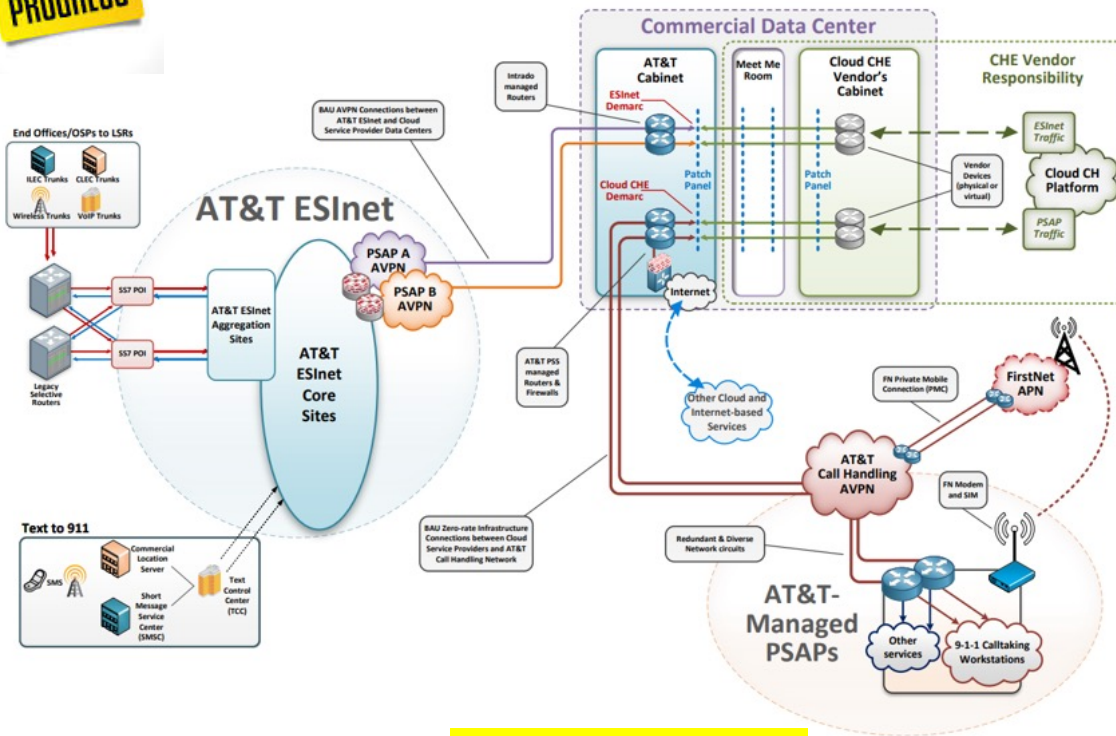 PROGRESS
Commercial Data Center
AT&T
Cabinet
Meet Me
Room
Cloud CHE
Vendor's
Cabinet
CHE Vendor
Responsibility
Intrado
managed
Routers
ESInet
Demarc
BAU AVPN Connections between
AT&T ESInet and Cloud
Service Provider Data Centers
ESInet
Traffic
End Offices/OSPs to LSRs
ILEC Trunks
CLEC Trunks
Wireless Trunks
VoIP Trunks
Patch
Panel
Patch
Panel
Vendor
Devices
(physical or
virtual)
Cloud CH
Platform
Cloud CHE
Demarc
PSAP
Traffic
AT&T ESInet
PSAP A
AVPN
PSAP B
AVPN
Internet
SS7 POI
SS7 POI
AT&T ESInet
Aggregation
Sites
AT&T
ESInet
Core
Sites
Legacy
Selective
Routers
AT&T PSS
managed
Routers &
Firewalls
Other Cloud and
Internet-based
Services
FN Private Mobile
Connection (PMC)
FirstNet
APN
AT&T
Call Handling
AVPN
FN Modem
and SIM
Text to 911
SMS
Commercial
Location
Server
Short
Message
Service
Center
(SMSC)
Text
Control
Center
(TCC)
BAU Zero-rate Infrastructure
Connections between Cloud
Service Providers and AT&T
Call Handling Network
Redundant & Diverse
Network circuits
AT&T-
Managed
PSAPs
Other
services
9-1-1 Calltaking
Workstations